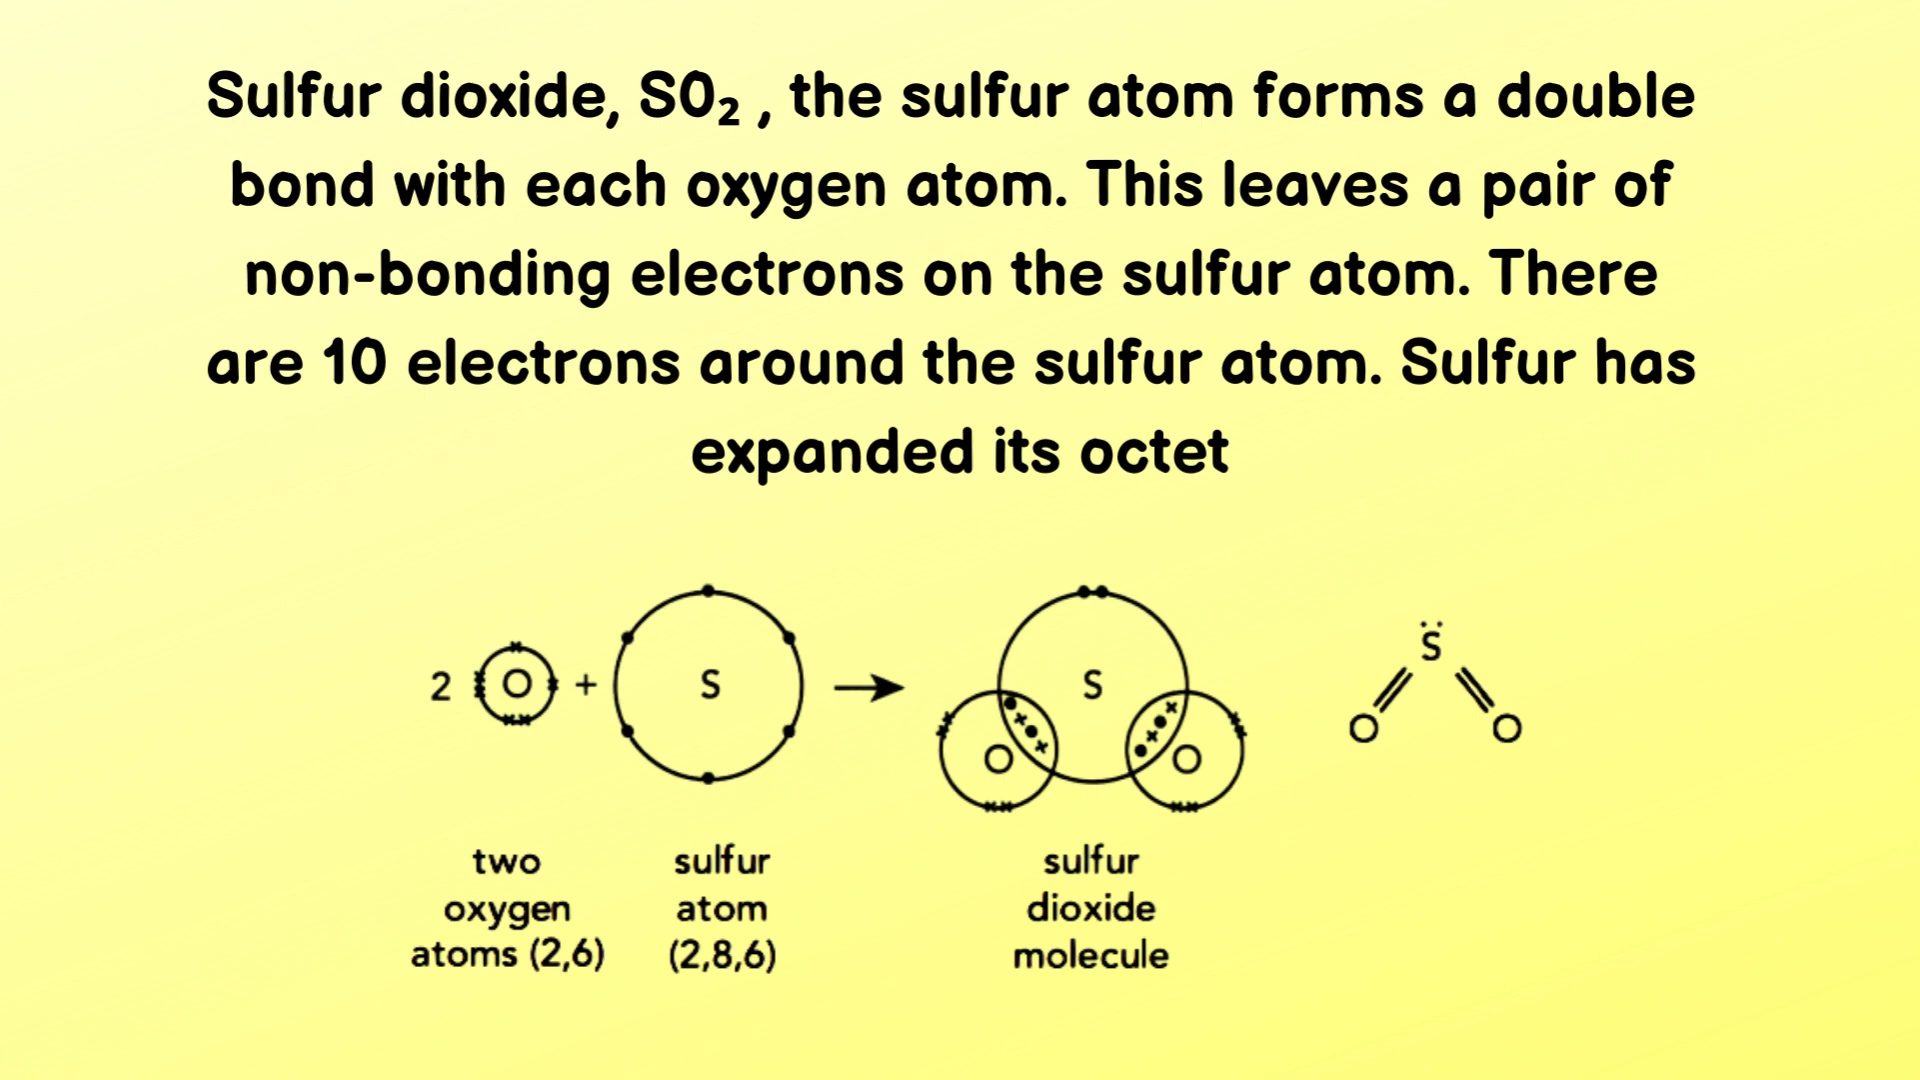 Sulfur dioxide, SO₂ , the sulfur atom forms a double
bond with each oxygen atom. This leaves a pair of
non-bonding electrons on the sulfur atom. There
are 10 electrons around the sulfur atom. Sulfur has
expanded its octet
2 O + S → S O O
S
O O
two
oxygen
atoms (2,6)
sulfur
atom
(2,8,6)
sulfur
dioxide
molecule